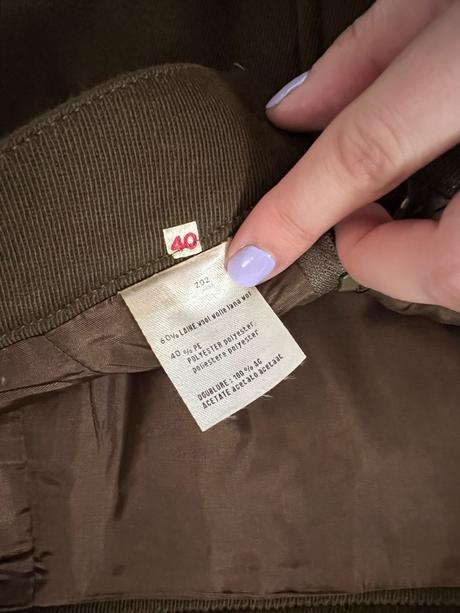 40
202
60% LAINE wool wolle lana wol
40 % PE
POLYESTER polyester
poliestere polyester
DOUBLURE : 100 % AC
ACETATE acetato acetaat